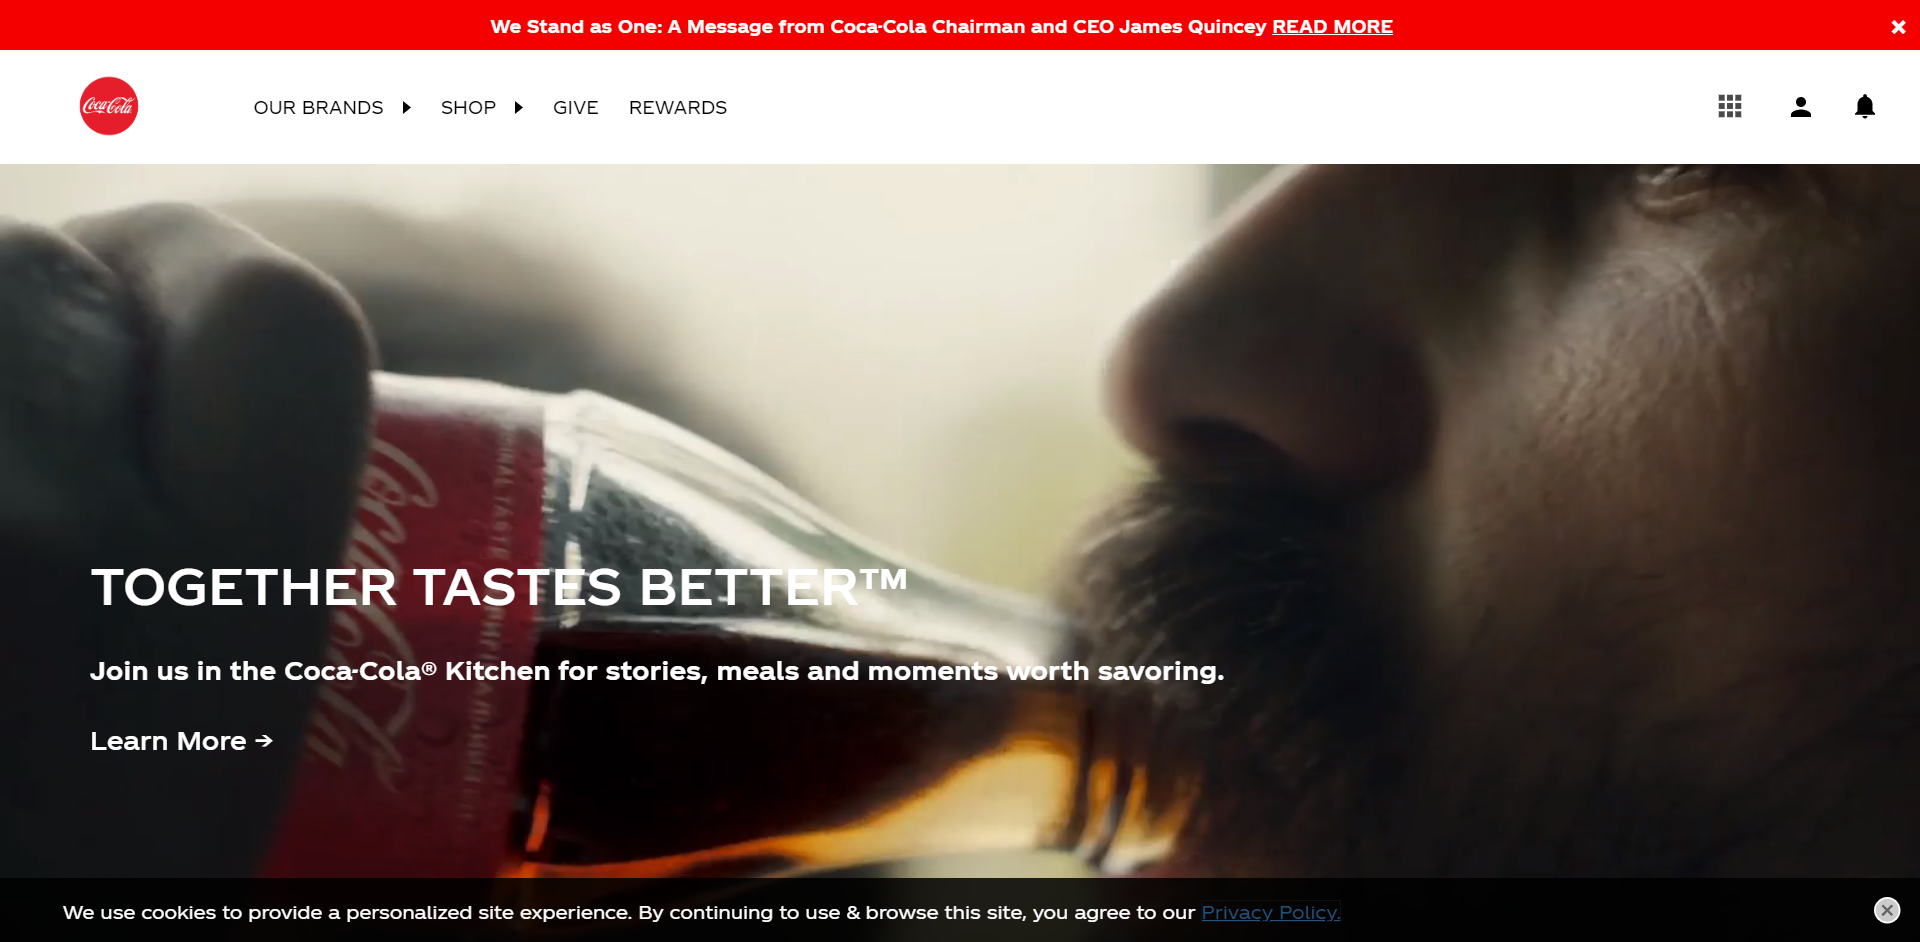 We Stand as One: A Message from Coca-Cola Chairman and CEO James Quincey READ MORE
Coca-Cola
OUR BRANDS
SHOP
GIVE
REWARDS
Coca-Cola
TOGETHER TASTES BETTER™
Join us in the Coca-Cola® Kitchen for stories, meals and moments worth savoring.
Learn More →
We use cookies to provide a personalized site experience. By continuing to use & browse this site, you agree to our Privacy Policy.